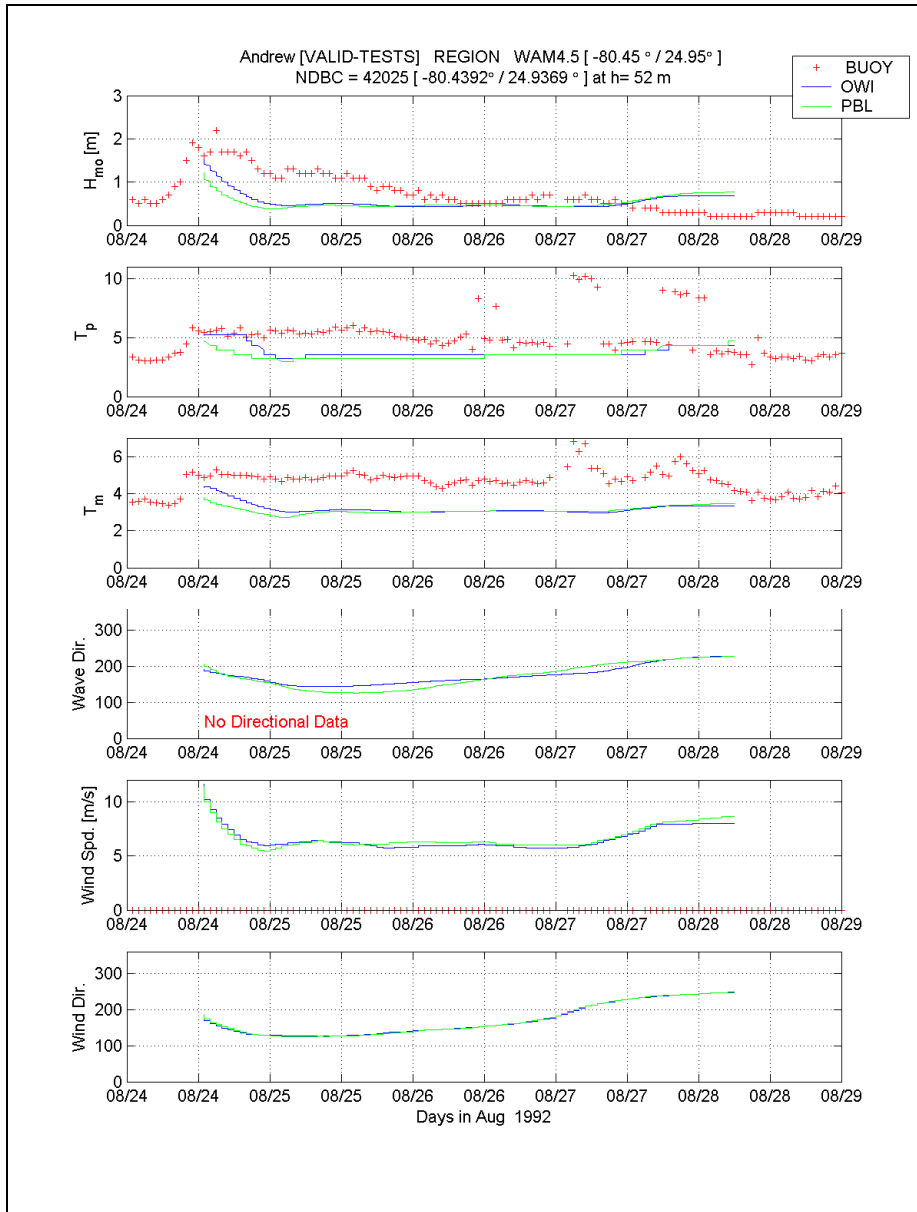 Andrew [VALID-TESTS] REGION WAM4.5 [ -80.45 ° / 24.95° ]
NDBC = 42025 [ -80.4392° / 24.9369 ° ] at h= 52 m
BUOY
OWI
PBL
3
2
1
0
H_mo [m]
08/24 08/24 08/25 08/25 08/26 08/26 08/27 08/27 08/28 08/28 08/29
10
5
0
T_p
08/24 08/24 08/25 08/25 08/26 08/26 08/27 08/27 08/28 08/28 08/29
6
4
2
0
T_m
08/24 08/24 08/25 08/25 08/26 08/26 08/27 08/27 08/28 08/28 08/29
300
200
100
0
Wave Dir.
No Directional Data
08/24 08/24 08/25 08/25 08/26 08/26 08/27 08/27 08/28 08/28 08/29
10
5
0
Wind Spd. [m/s]
08/24 08/24 08/25 08/25 08/26 08/26 08/27 08/27 08/28 08/28 08/29
300
200
100
0
Wind Dir.
08/24 08/24 08/25 08/25 08/26 08/26 08/27 08/27 08/28 08/28 08/29
Days in Aug 1992